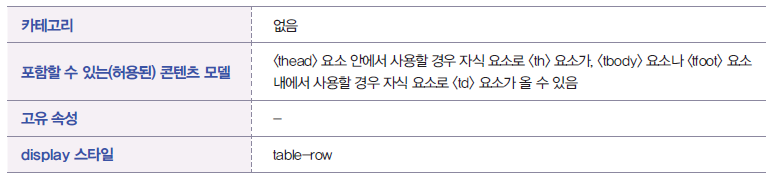 카테고리 없음
포함할 수 있는(허용된) 콘텐츠 모델 <thead> 요소 안에서 사용할 경우 자식 요소로 <th> 요소가, <tbody> 요소나 <tfoot> 요소
내에서 사용할 경우 자식 요소로 <td> 요소가 올 수 있음
고유 속성 –
display 스타일 table-row